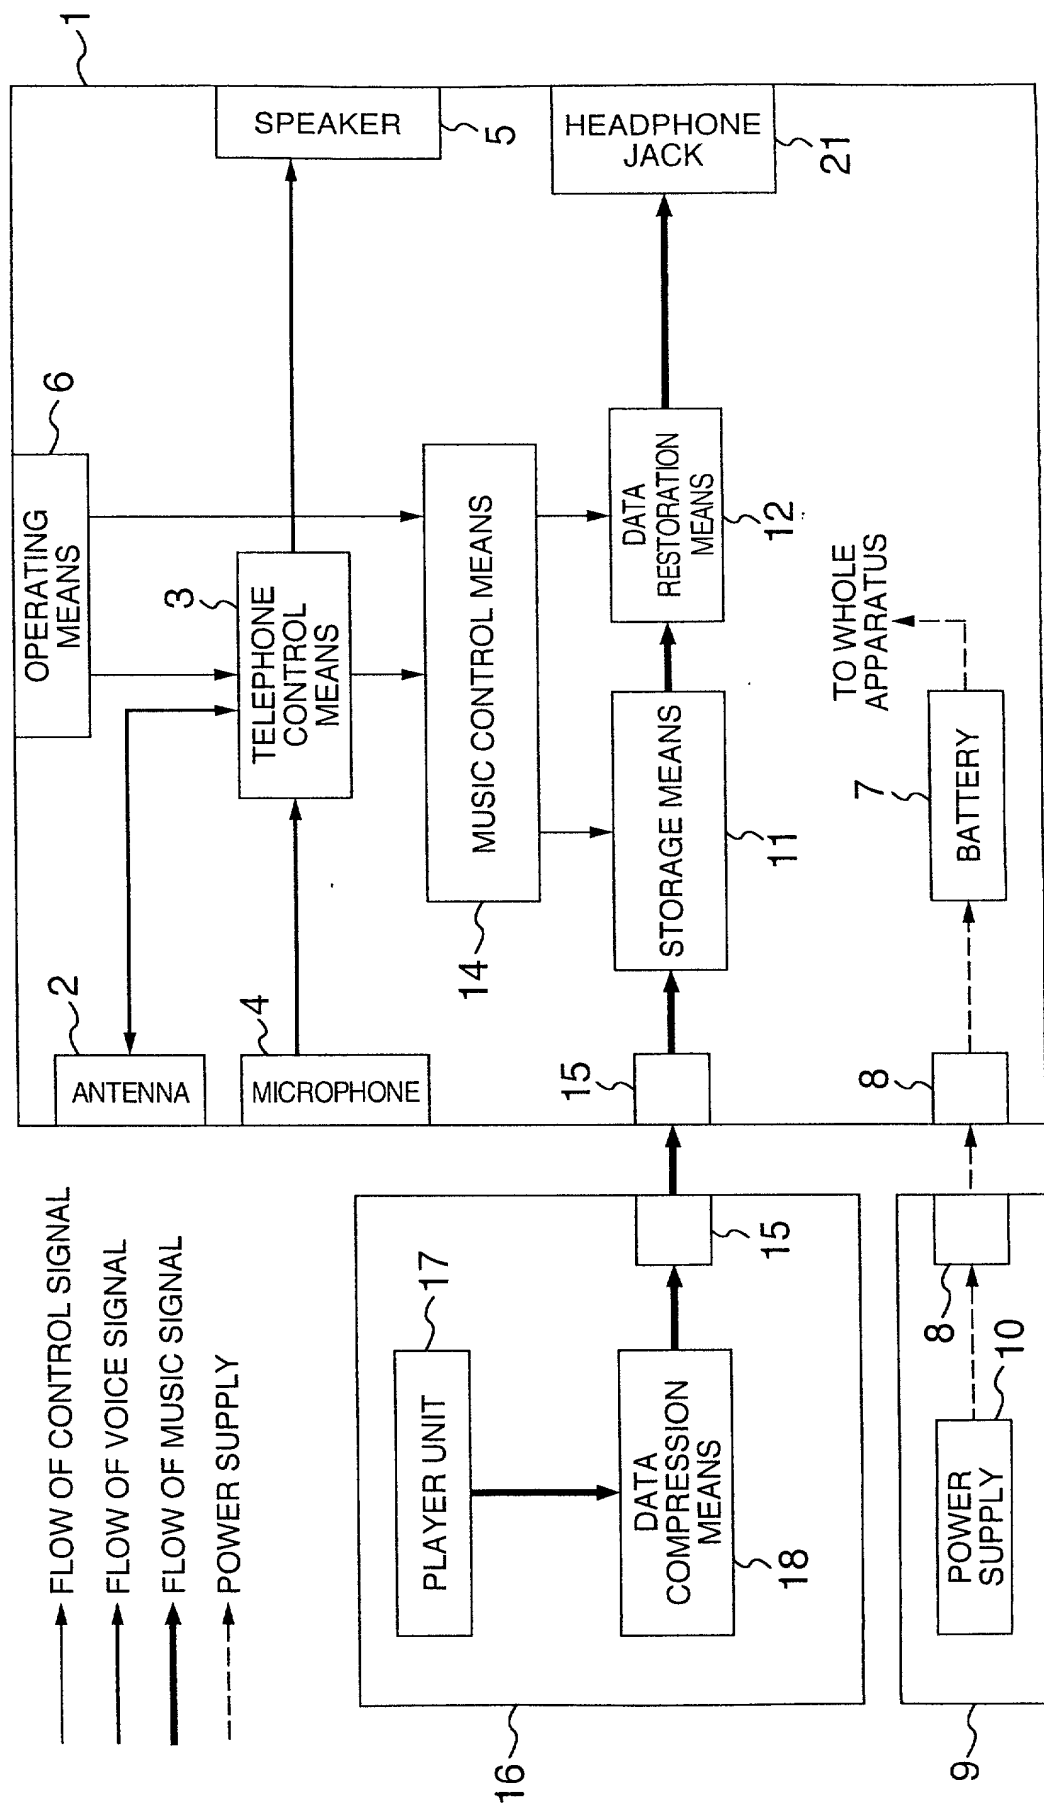 FLOW OF CONTROL SIGNAL
FLOW OF VOICE SIGNAL
FLOW OF MUSIC SIGNAL
POWER SUPPLY
1
2
ANTENNA
OPERATING
MEANS
6
4
MICROPHONE
3
TELEPHONE
CONTROL
MEANS
SPEAKER
5
14
MUSIC CONTROL MEANS
16
PLAYER UNIT
17
DATA
COMPRESSION
MEANS
18
15
15
STORAGE MEANS
11
DATA
RESTORATION
MEANS
12
HEADPHONE
JACK
21
9
POWER
SUPPLY
10
8
8
7
BATTERY
TO WHOLE
APPARATUS